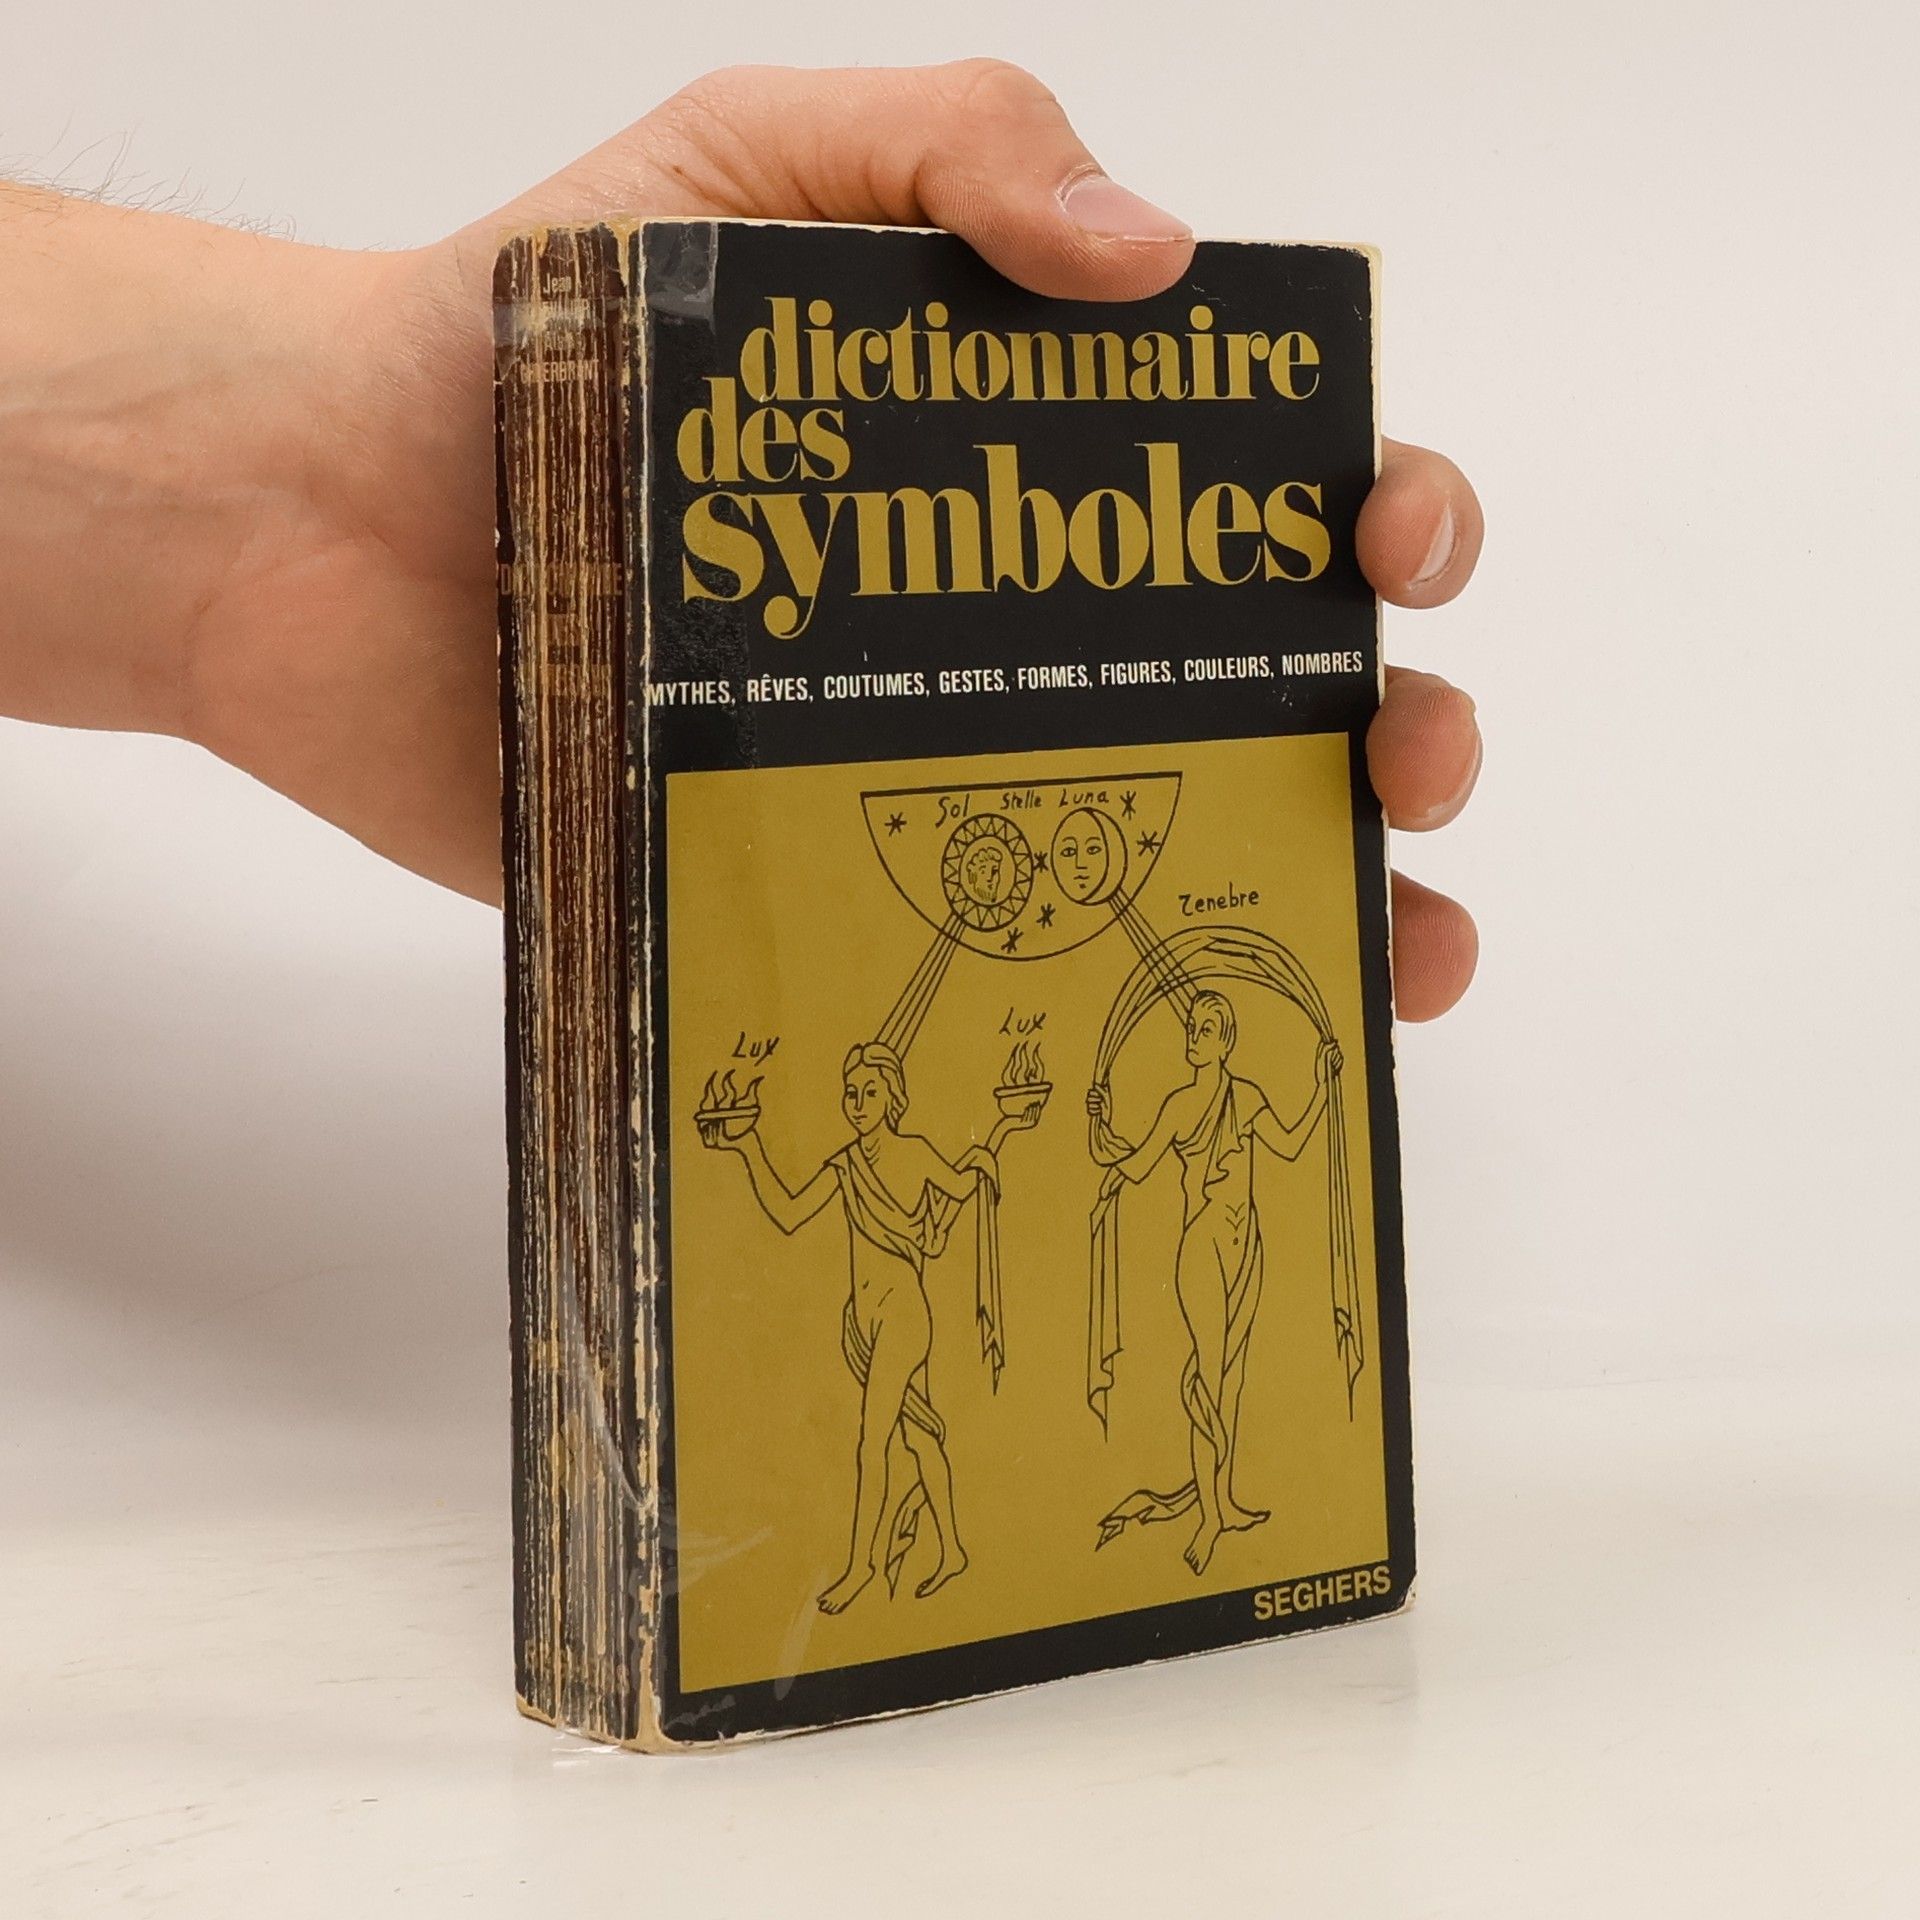 Jean
dictionnaire
des
symboles
MYTHES, RÊVES, COUTUMES, GESTES, FORMES, FIGURES, COULEURS, NOMBRES
Sol Stelle Luna
Tenebre
Lux
Lux
SEGHERS